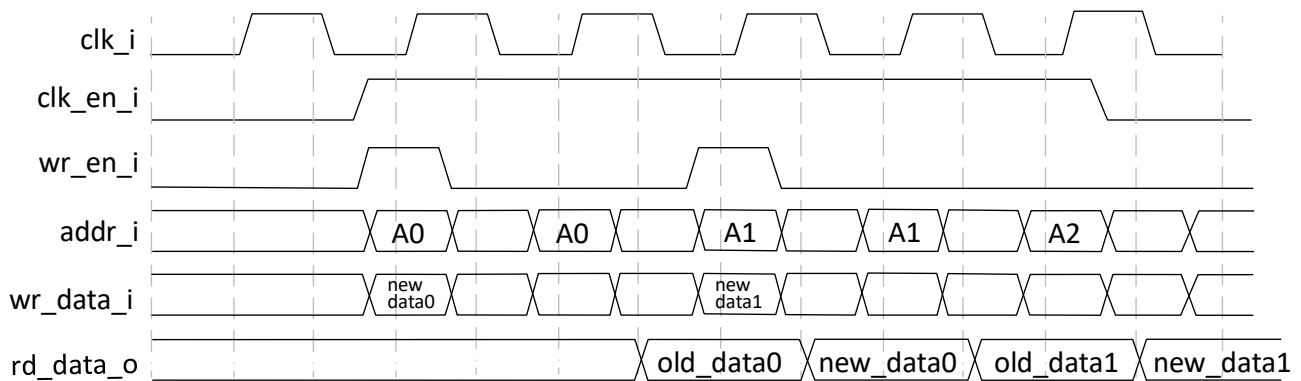 clk_i
clk_en_i
wr_en_i
addr_i A0 A0 A1 A1 A2
wr_data_i new data0 new data1
rd_data_o old_data0 new_data0 old_data1 new_data1